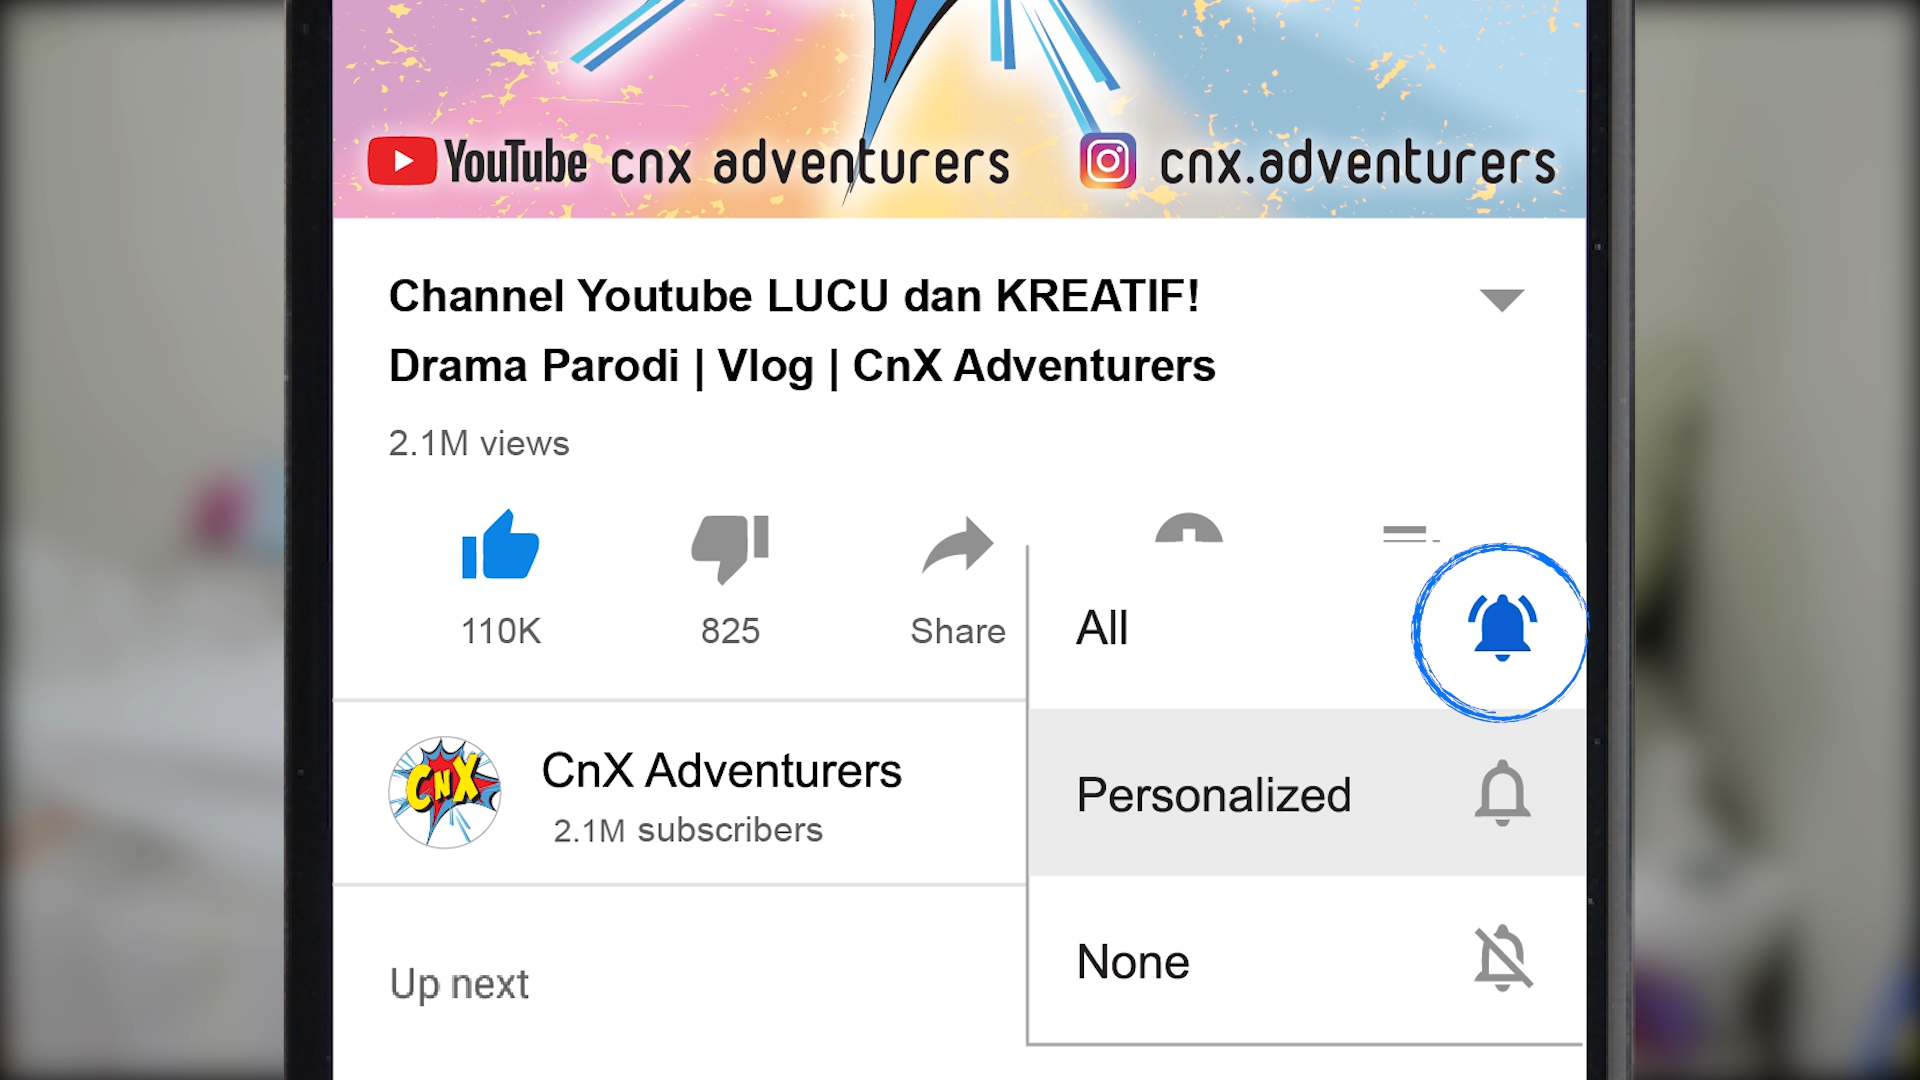 YouTube cnx adventurers
cnx.adventurers
Channel Youtube LUCU dan KREATIF!
Drama Parodi | Vlog | CnX Adventurers
2.1M views
110K
825
Share
CnX
CnX Adventurers
2.1M subscribers
All
Personalized
None
Up next